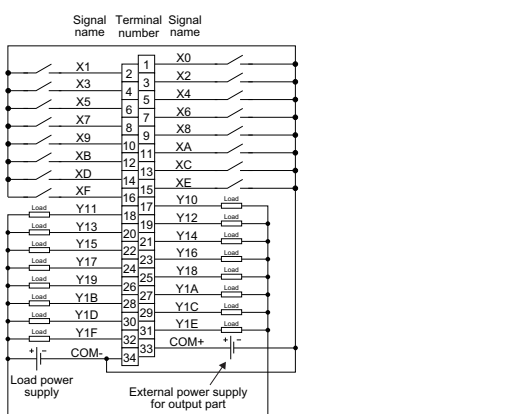 Signal Terminal Signal
name number name
1 X0
X1 2
3 X2
X3 4
5 X4
X5 6
7 X6
X7 8
9 X8
X9 10
11 XA
XB 12
13 XC
XD 14
15 XE
XF 16
17 Y10 Load
Load Y11 18
19 Y12 Load
Load Y13 20
21 Y14 Load
Load Y15 22
23 Y16 Load
Load Y17 24
25 Y18 Load
Load Y19 26
27 Y1A Load
Load Y1B 28
29 Y1C Load
Load Y1D 30
31 Y1E Load
Load Y1F 32
33 COM+ + -
+ - COM- 34
Load power
supply
External power supply
for output part